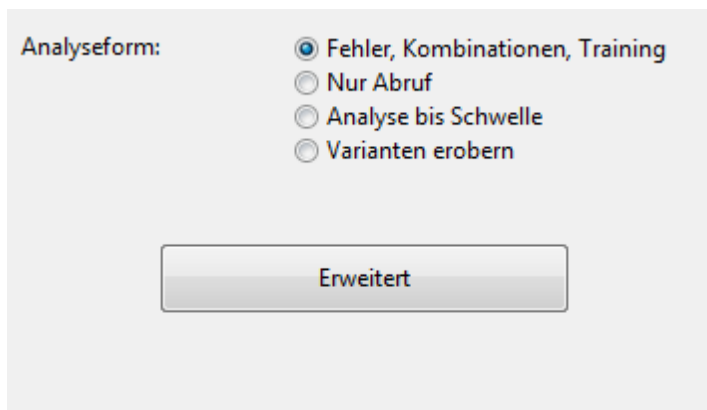 Analyseform: Fehler, Kombinationen, Training
Nur Abruf
Analyse bis Schwelle
Varianten erobern
Erweitert